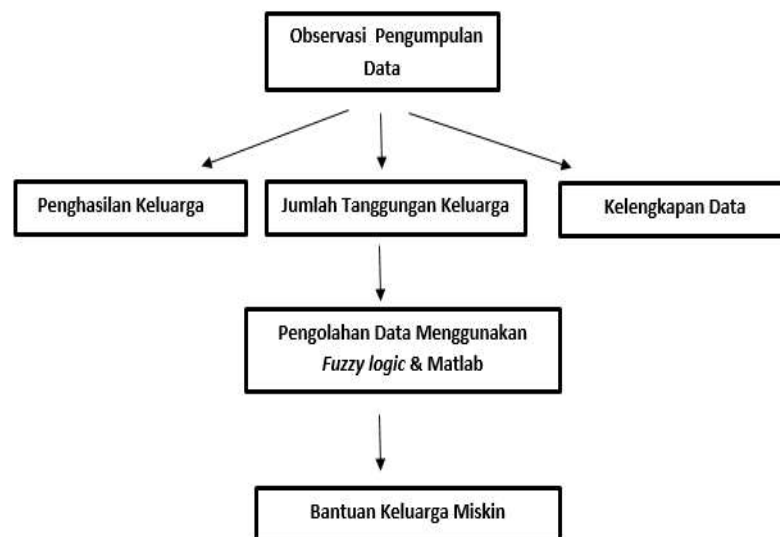 Observasi Pengumpulan
Data
Penghasilan Keluarga
Jumlah Tanggungan Keluarga
Kelengkapan Data
Pengolahan Data Menggunakan
Fuzzy logic & Matlab
Bantuan Keluarga Miskin